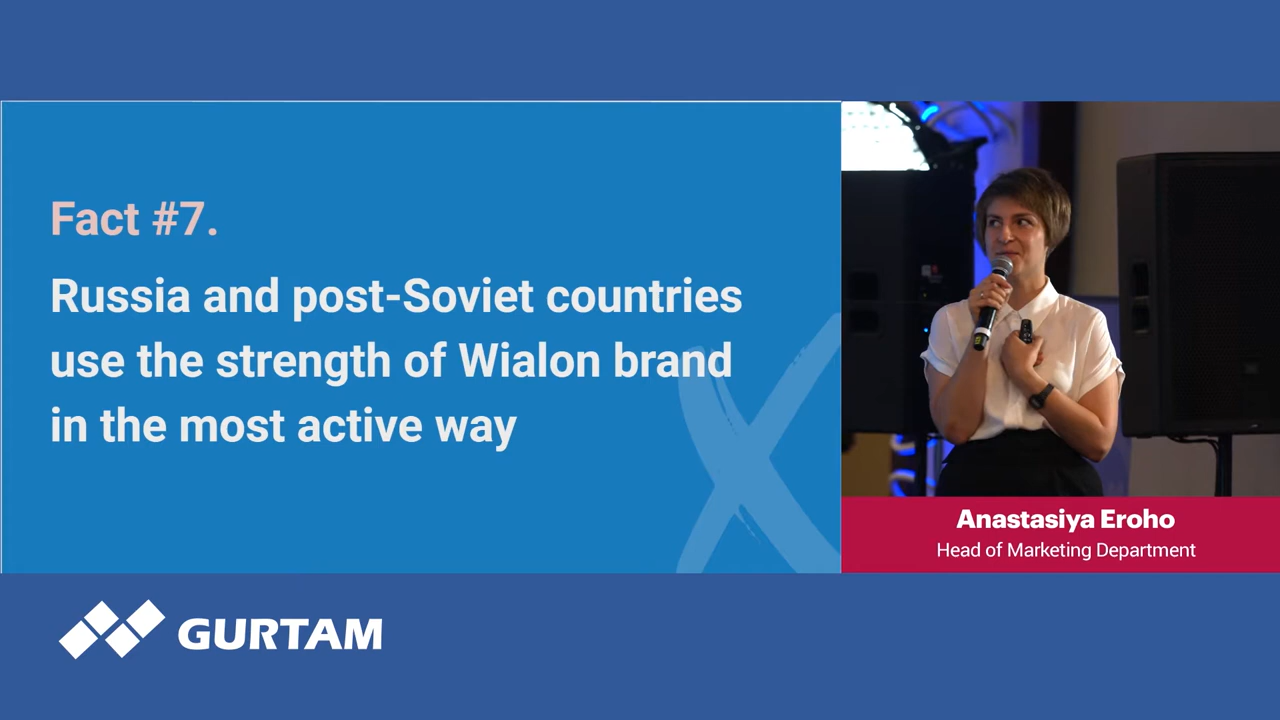 Fact #7.
Russia and post-Soviet countries
use the strength of Wialon brand
in the most active way
Anastasiya Eroho
Head of Marketing Department
GURTAM